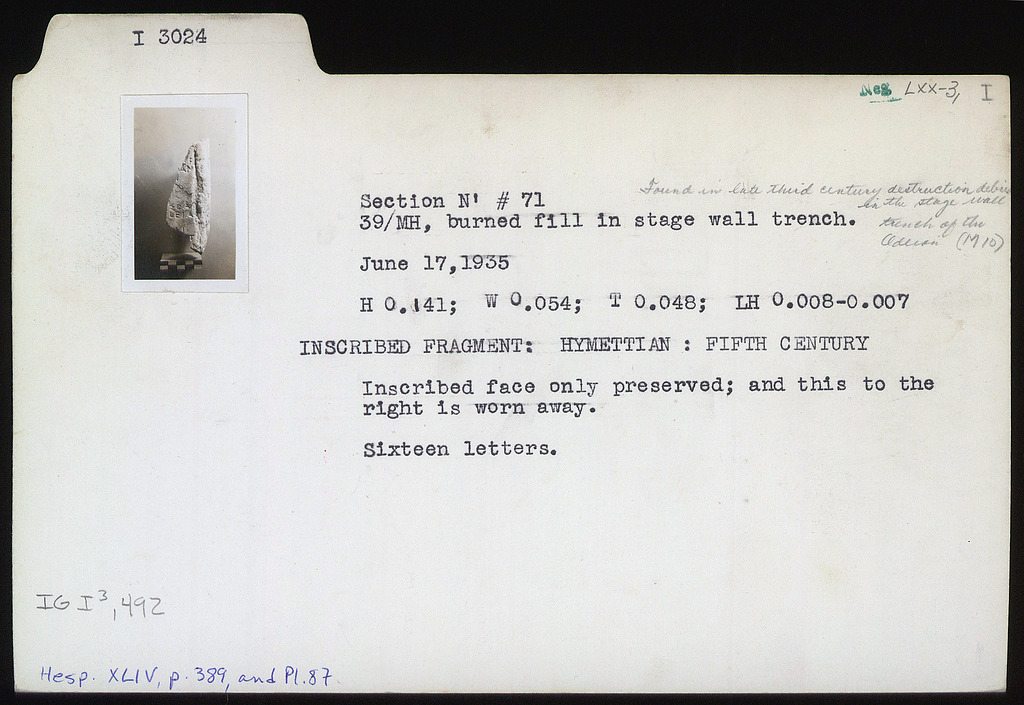 I 3024
Neg LXX-3, I
Section N' # 71
39/MH, burned fill in stage wall trench.
Found in late third century destruction debris
in the stage wall
trench of the
Odeion (M 10)
June 17,1935
H 0.141; W 0.054; T 0.048; LH 0.008-0.007
INSCRIBED FRAGMENT: HYMETTIAN : FIFTH CENTURY
Inscribed face only preserved; and this to the
right is worn away.
Sixteen letters.
IG I³, 492
Hesp. XLIV, p. 389, and Pl. 87